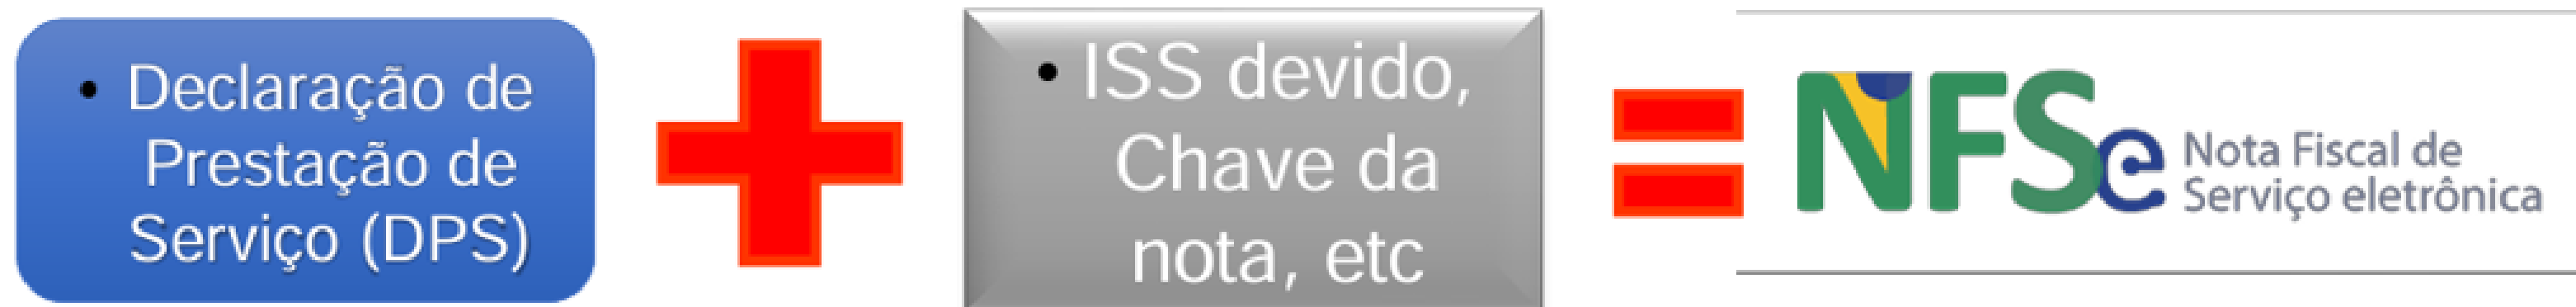 • Declaração de
Prestação de
Serviço (DPS)
• ISS devido,
Chave da
nota, etc
NFSe Nota Fiscal de
Serviço eletrônica